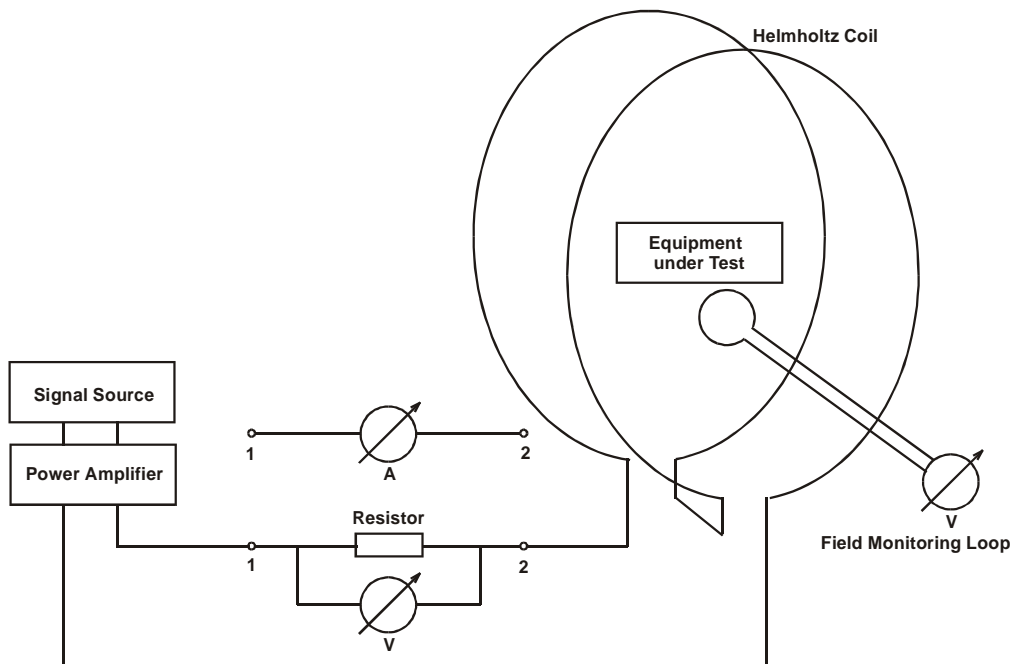 Helmholtz Coil
Equipment
under Test
Signal Source
Power Amplifier
1
A
2
Resistor
1
2
V
V
Field Monitoring Loop